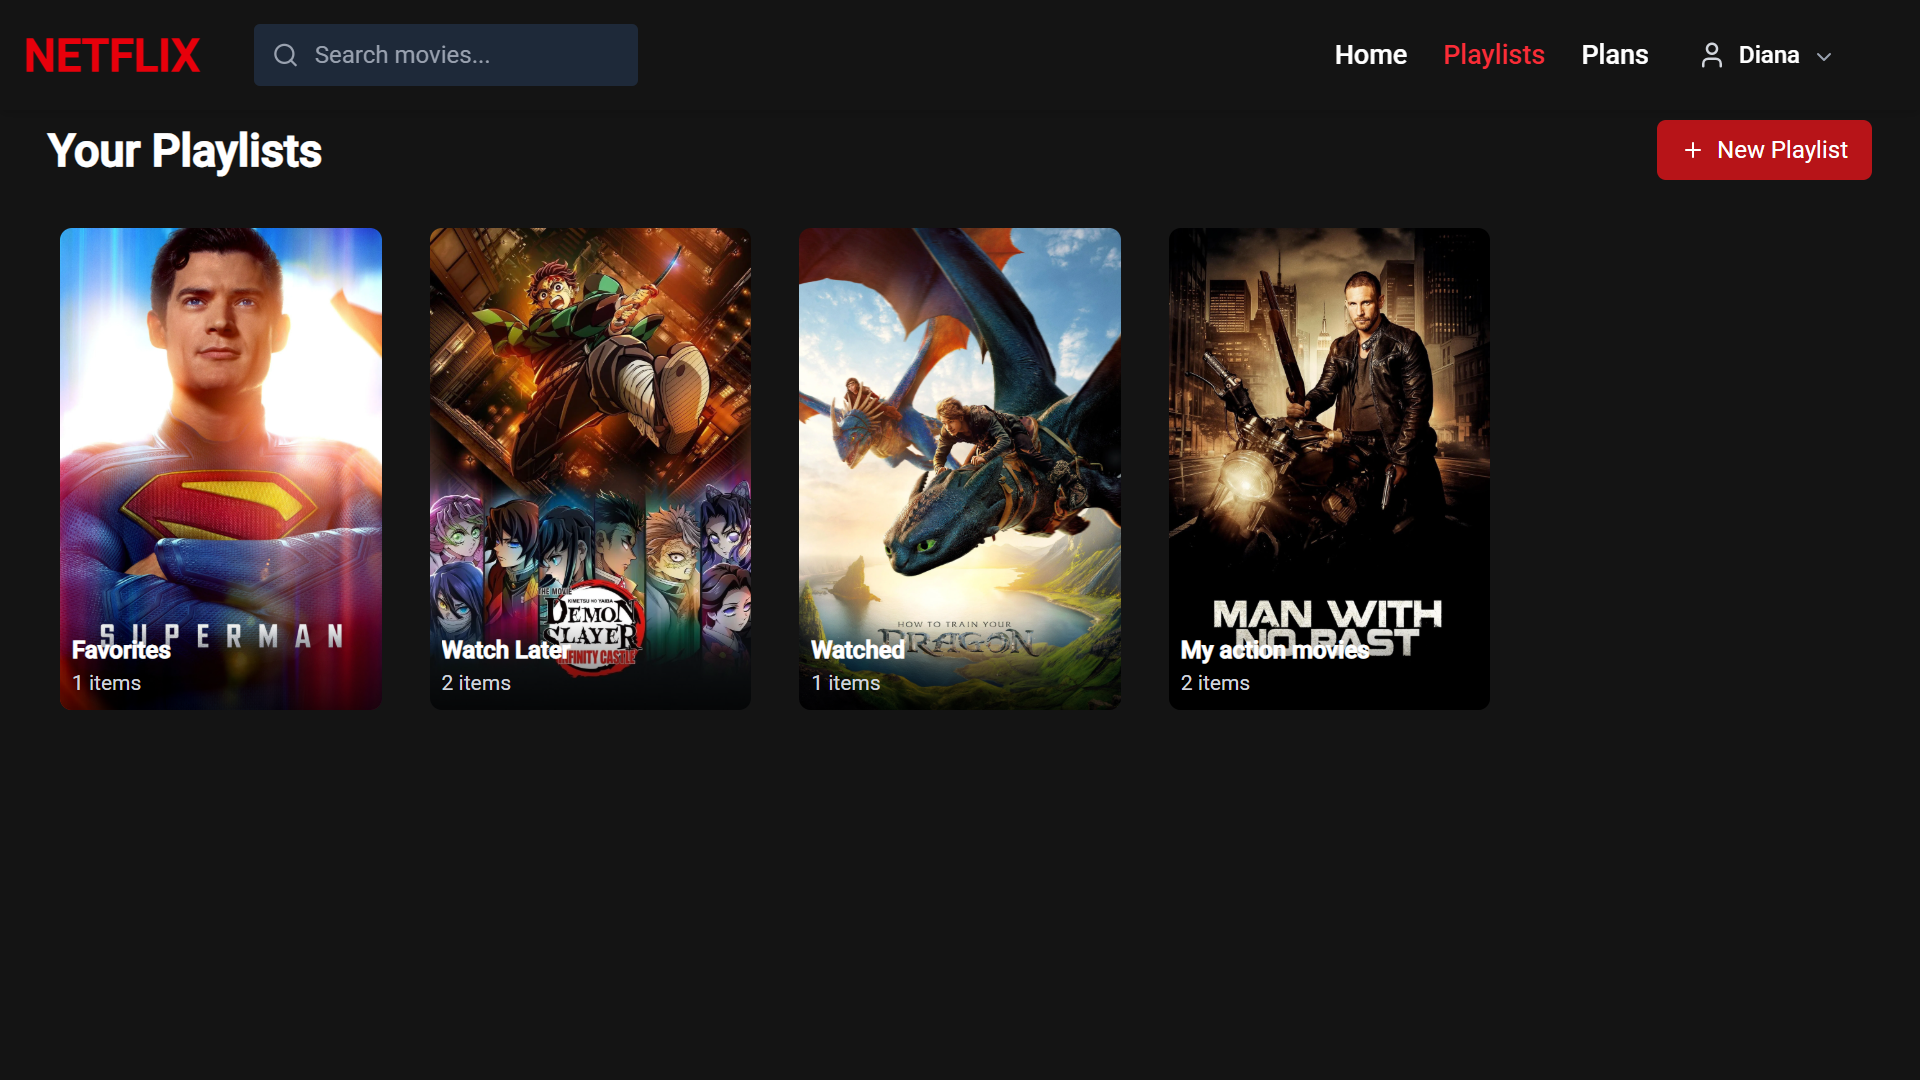 NETFLIX
Search movies...
Home
Playlists
Plans
Diana
Your Playlists
+ New Playlist
SUPERMAN
Favorites
1 items
THE MOVIE
KIMETSU NO YAIBA
DEMON
SLAYER
INFINITY CASTLE
Watch Later
2 items
HOW TO TRAIN YOUR
DRAGON
Watched
1 items
MAN WITH
NO PAST
My action movies
2 items